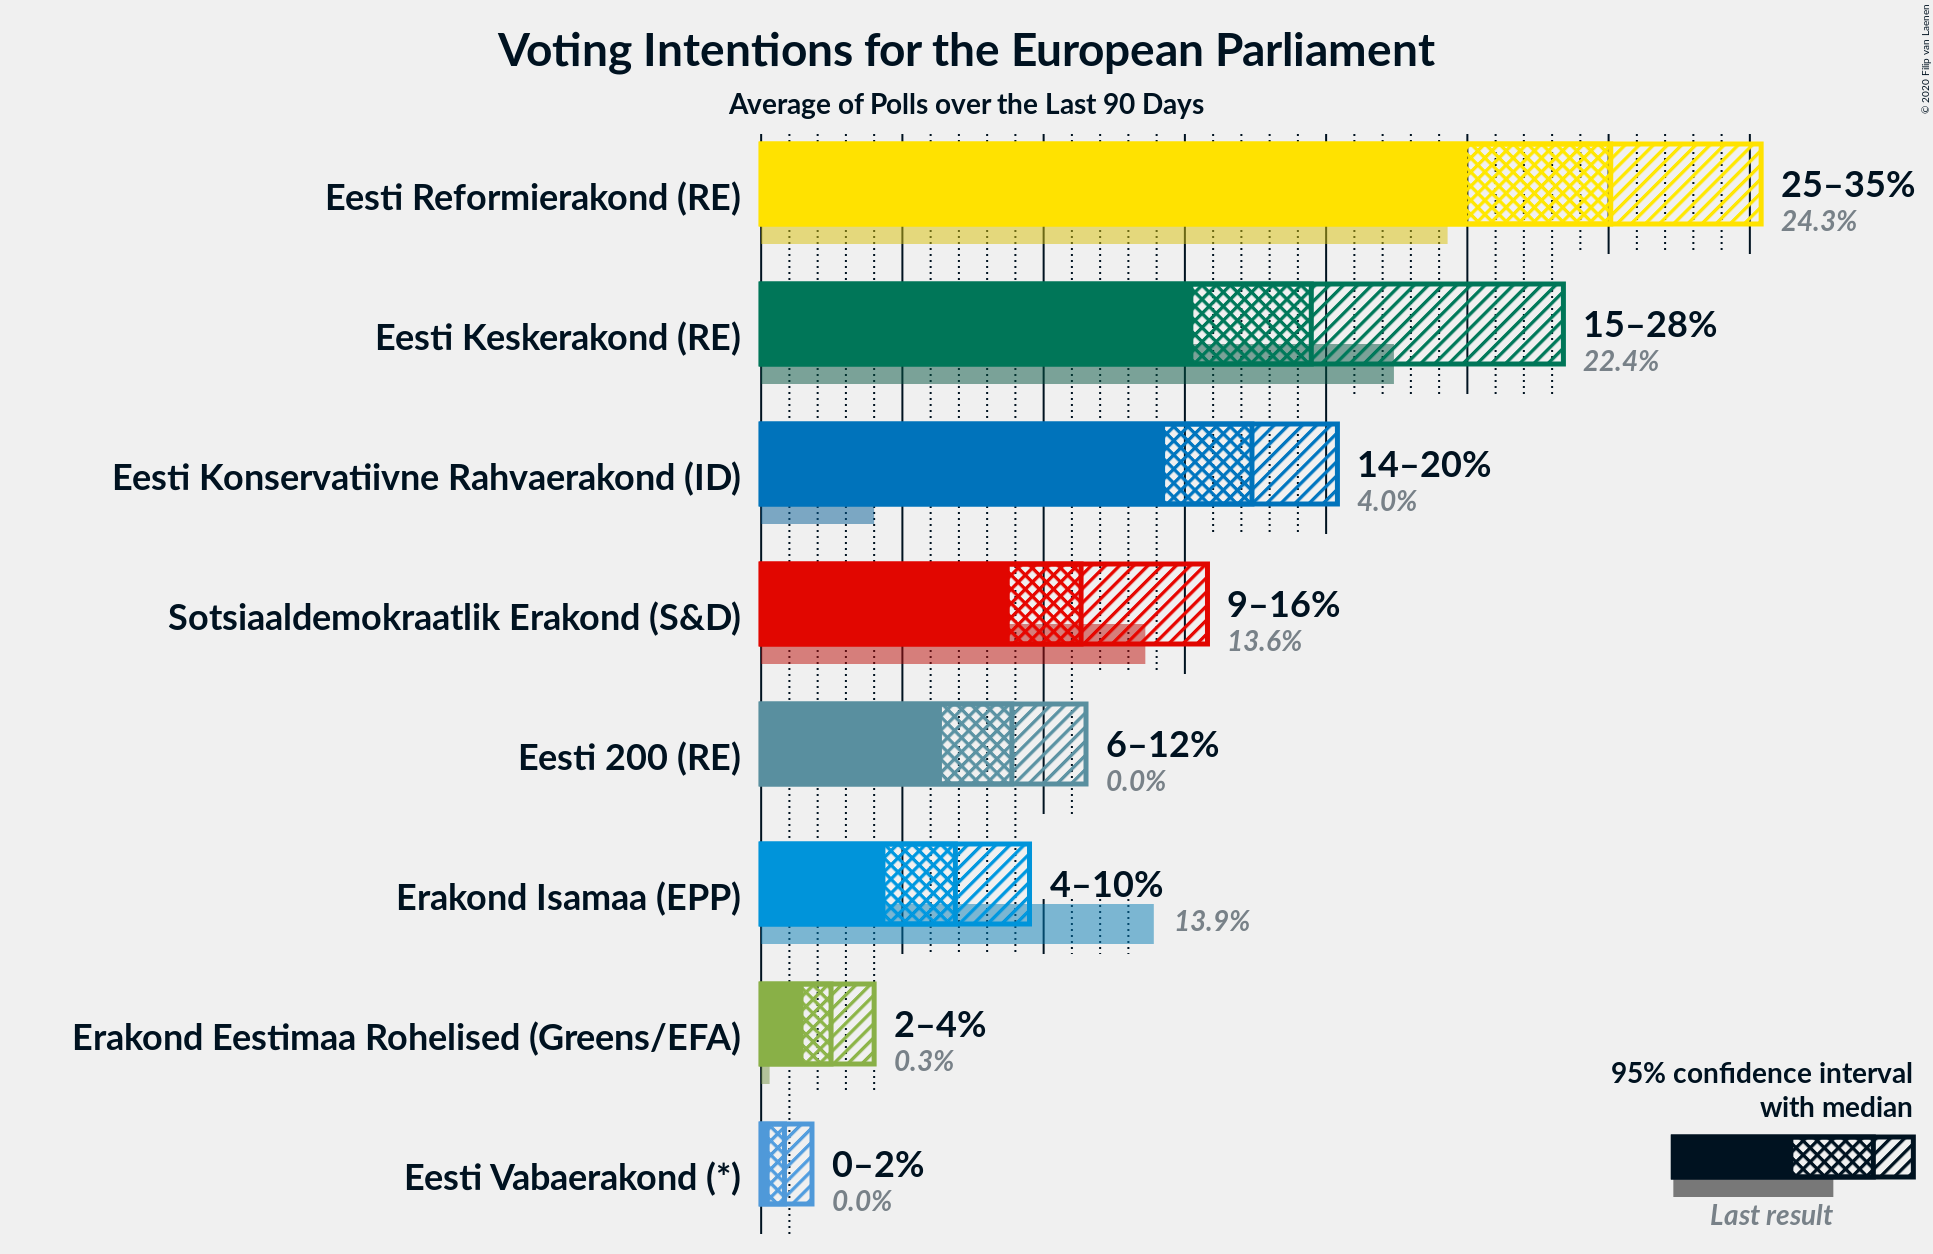 Voting Intentions for the European Parliament
Average of Polls over the Last 90 Days
© 2020 Filip van Laenen
Eesti Reformierakond (RE)
25–35%
24.3%
Eesti Keskerakond (RE)
15–28%
22.4%
Eesti Konservatiivne Rahvaerakond (ID)
14–20%
4.0%
Sotsiaaldemokraatlik Erakond (S&D)
9–16%
13.6%
Eesti 200 (RE)
6–12%
0.0%
Erakond Isamaa (EPP)
4–10%
13.9%
Erakond Eestimaa Rohelised (Greens/EFA)
2–4%
0.3%
Eesti Vabaerakond (*)
0–2%
0.0%
95% confidence interval
with median
Last result